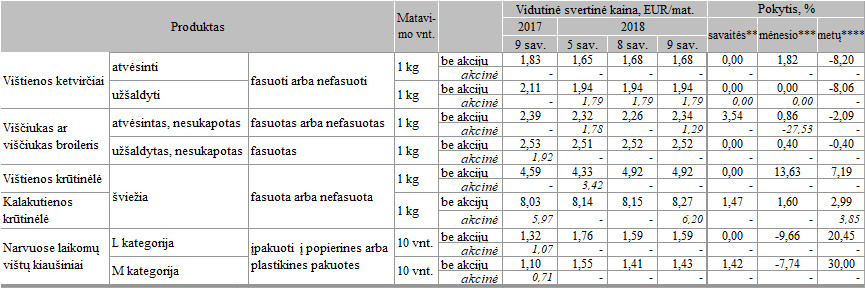 Produktas Matavi- Vidutinė svertinė kaina, EUR/mat. Pokytis, %
mo vnt. 2017 2018 savaitės** mėnesio*** metų****
9 sav. 5 sav. 8 sav. 9 sav.
Vištienos ketvirčiai atvėsinti fasuoti arba nefasuoti 1 kg be akcijų 1,83 1,65 1,68 1,68 0,00 1,82 -8,20
akcinė - - - - - - -
užšaldyti 1 kg be akcijų 2,11 1,94 1,94 1,94 0,00 0,00 -8,06
akcinė - 1,79 1,79 1,79 0,00 0,00 -
Viščiukas ar viščiukas broileris atvėsintas, nesukapotas fasuotas arba nefasuotas 1 kg be akcijų 2,39 2,32 2,26 2,34 3,54 0,86 -2,09
akcinė - 1,78 - 1,29 - -27,53 -
užšaldytas, nesukapotas fasuotas 1 kg be akcijų 2,53 2,51 2,52 2,52 0,00 0,40 -0,40
akcinė 1,92 - - - - - -
Vištienos krūtinėlė šviežia fasuota arba nefasuota 1 kg be akcijų 4,59 4,33 4,92 4,92 0,00 13,63 7,19
akcinė - 3,42 - - - - -
Kalakutienos krūtinėlė 1 kg be akcijų 8,03 8,14 8,15 8,27 1,47 1,60 2,99
akcinė 5,97 - - 6,20 - - 3,85
Narvuose laikomų vištų kiaušiniai L kategorija įpakuoti į popierines arba plastikines pakuotes 10 vnt. be akcijų 1,32 1,76 1,59 1,59 0,00 -9,66 20,45
akcinė 1,07 - - - - - -
M kategorija 10 vnt. be akcijų 1,10 1,55 1,41 1,43 1,42 -7,74 30,00
akcinė 0,71 - - - - - -